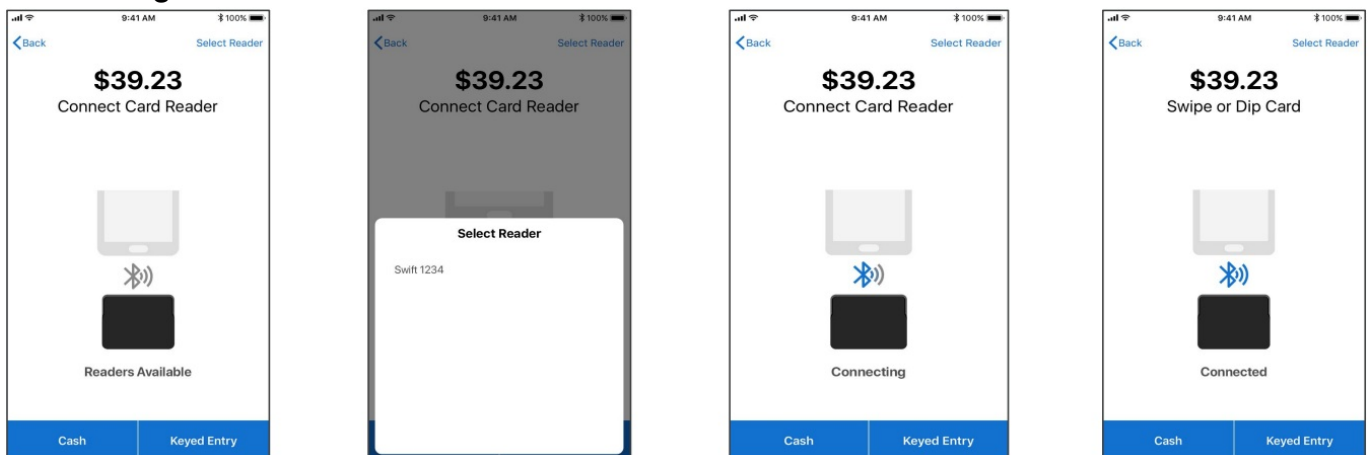 9:41 AM 100%
Back Select Reader
$39.23
Connect Card Reader
Readers Available
Cash Keyed Entry
9:41 AM 100%
Back Select Reader
$39.23
Connect Card Reader
Select Reader
Swift 1234
9:41 AM 100%
Back Select Reader
$39.23
Connect Card Reader
Connecting
Cash Keyed Entry
9:41 AM 100%
Back Select Reader
$39.23
Swipe or Dip Card
Connected
Cash Keyed Entry